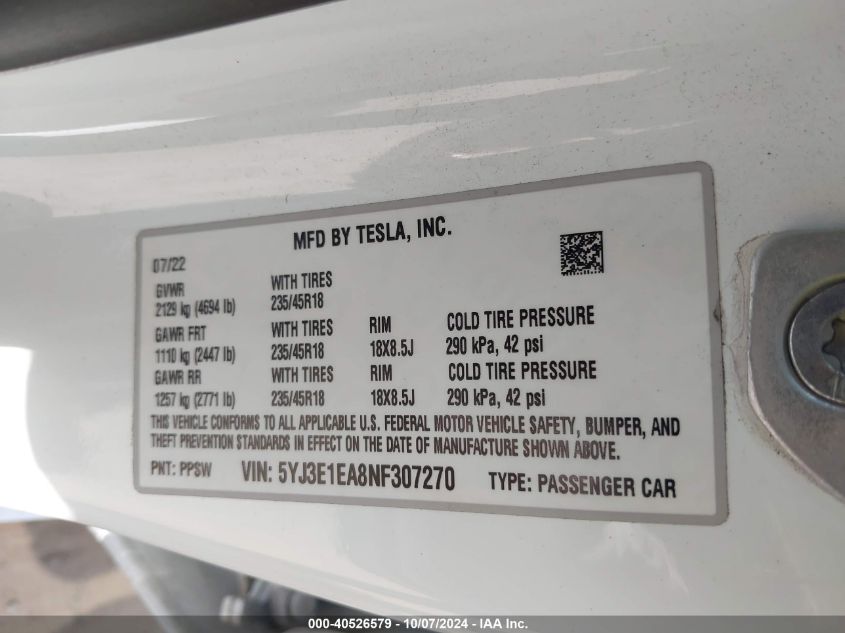 MFD BY TESLA, INC.
07/22
GVWR WITH TIRES
2129 kg (4694 lb) 235/45R18
GAWR FRT WITH TIRES RIM COLD TIRE PRESSURE
1110 kg (2447 lb) 235/45R18 18X8.5J 290 kPa, 42 psi
GAWR RR WITH TIRES RIM COLD TIRE PRESSURE
1257 kg (2771 lb) 235/45R18 18X8.5J 290 kPa, 42 psi
THIS VEHICLE CONFORMS TO ALL APPLICABLE U.S. FEDERAL MOTOR VEHICLE SAFETY, BUMPER, AND
THEFT PREVENTION STANDARDS IN EFFECT ON THE DATE OF MANUFACTURE SHOWN ABOVE.
PNT: PPSW VIN: 5YJ3E1EA8NF307270 TYPE: PASSENGER CAR
000-40526579 - 10/07/2024 - IAA Inc.